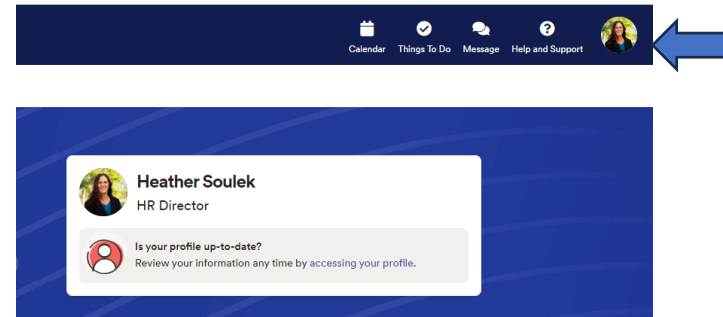 Calendar Things To Do Message Help and Support
Heather Soulek
HR Director
Is your profile up-to-date?
Review your information any time by accessing your profile.